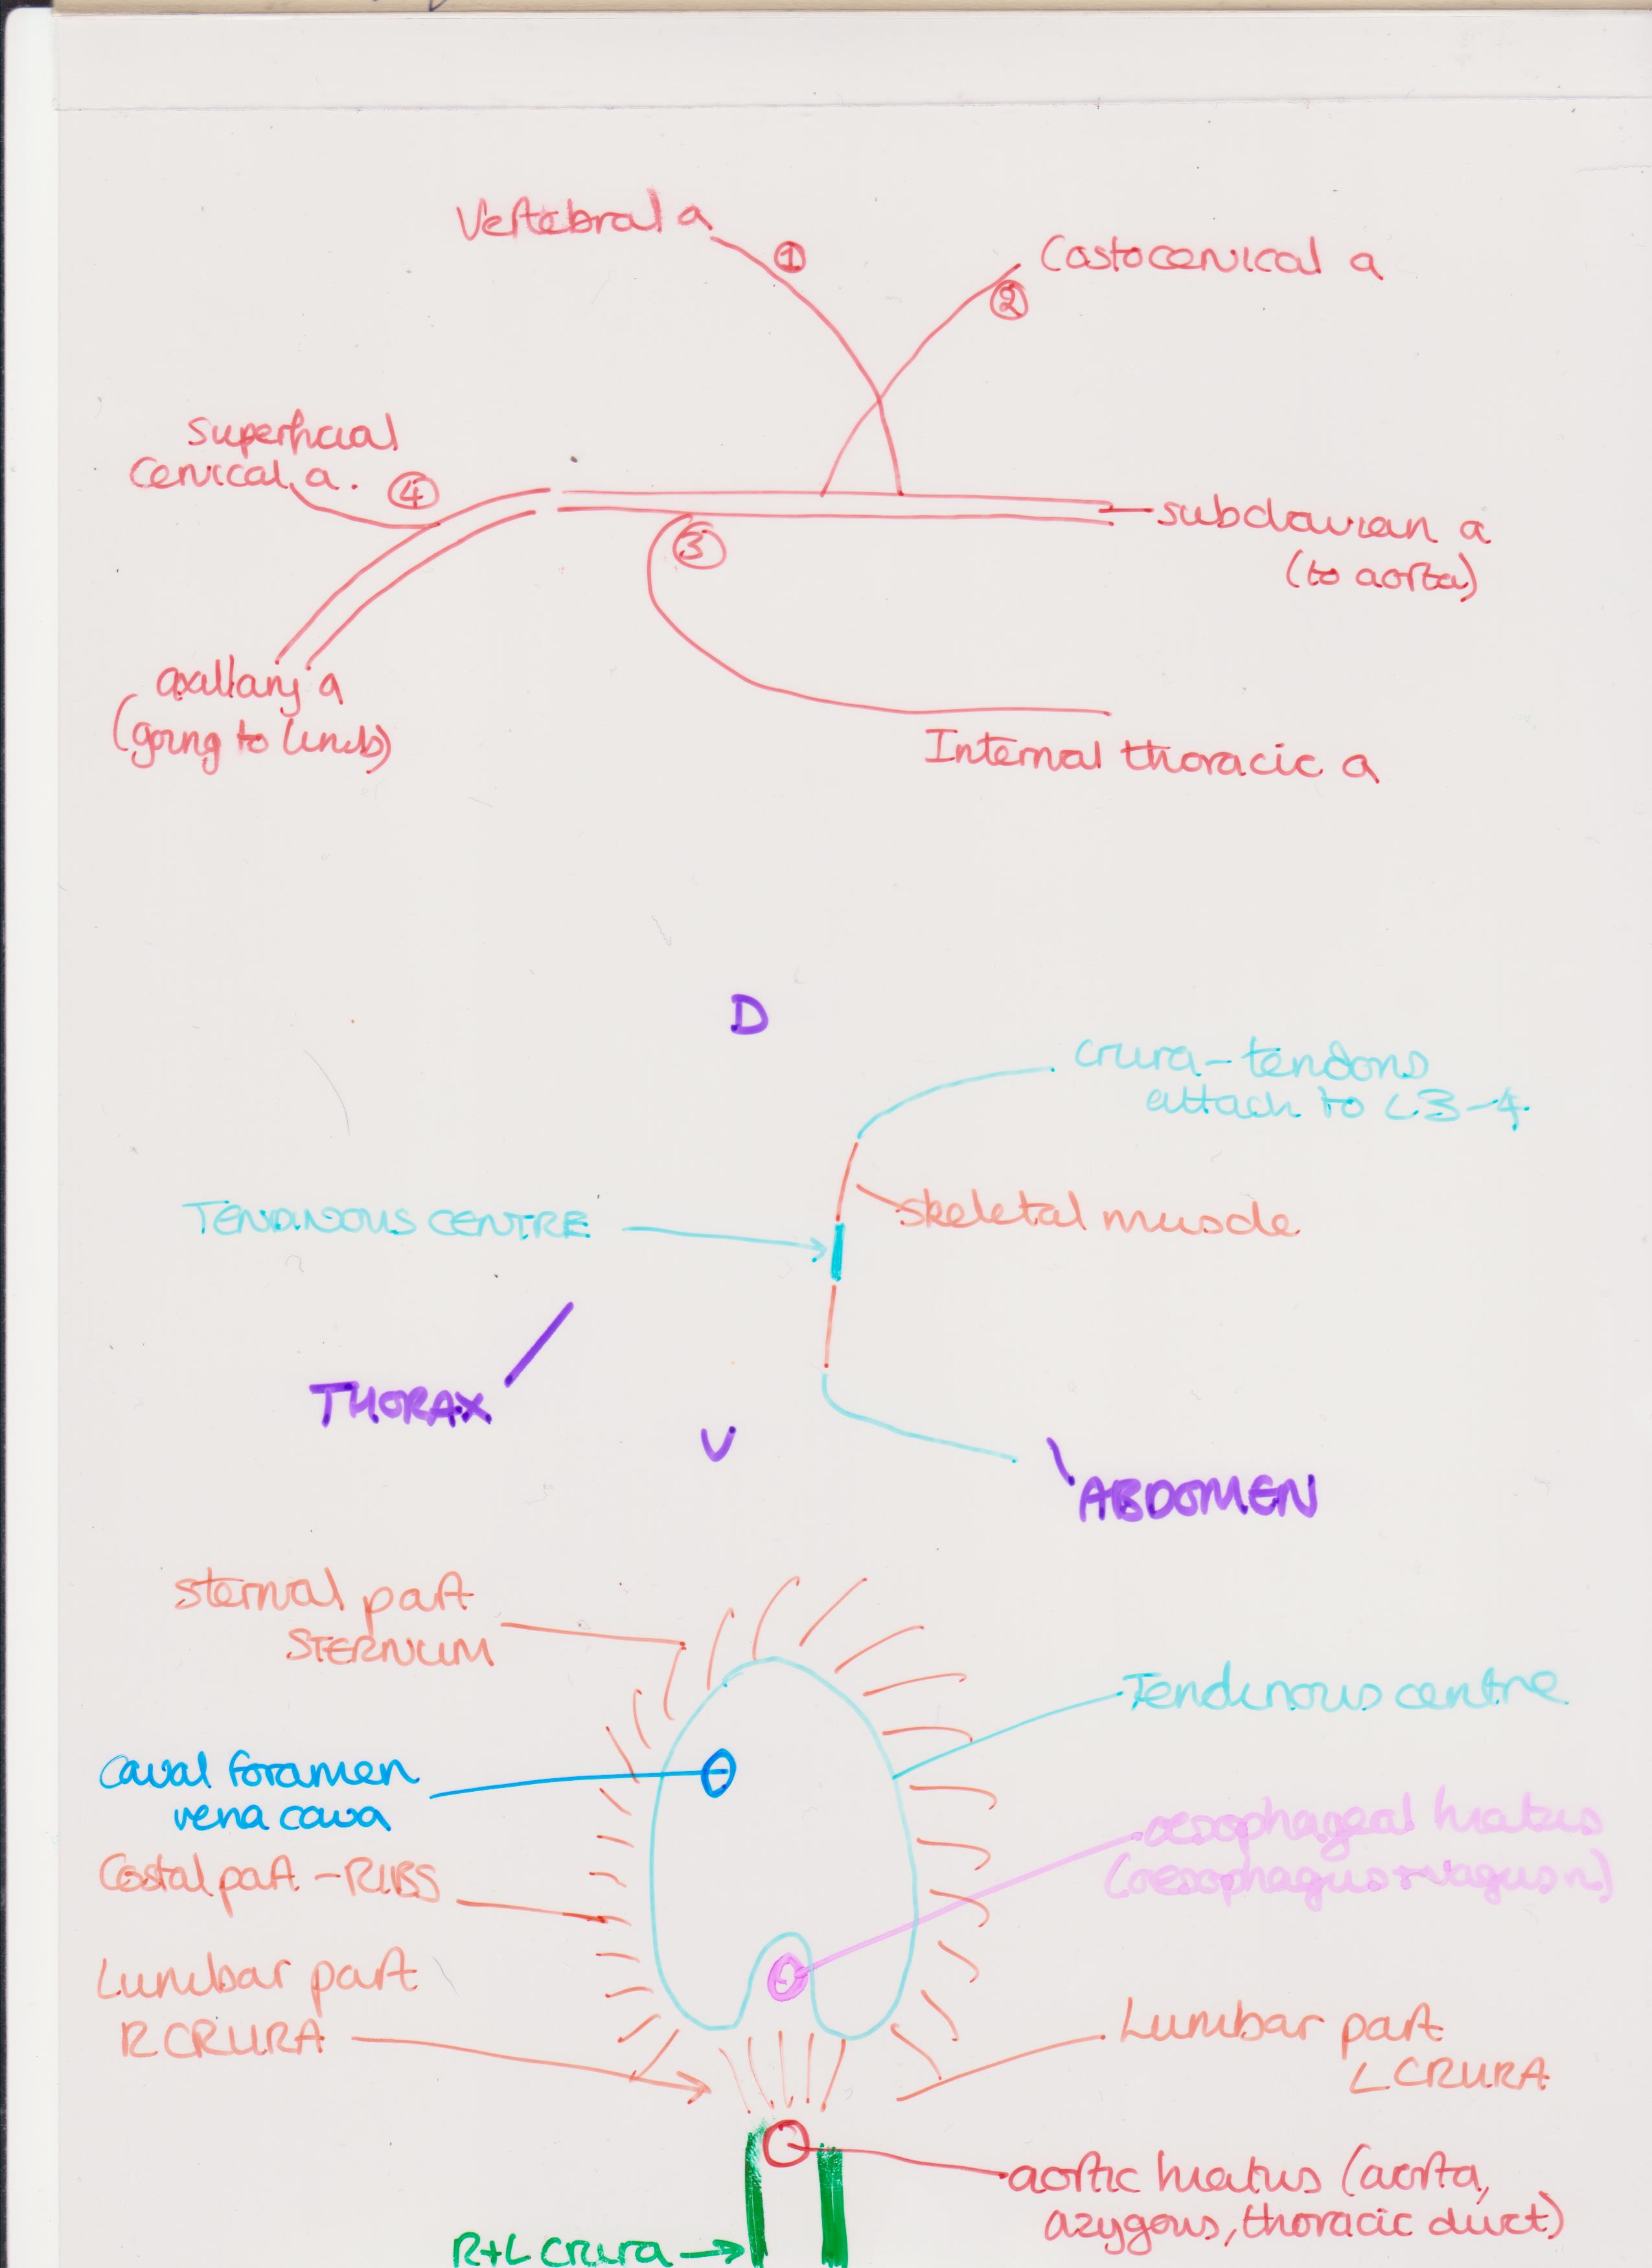 Vertebral a
①
Costocervical a
②
Superficial
Cervical a.
④
subclavian a
(to aorta)
③
axillary a
(going to limb)
Internal thoracic a
D
crura - tendons
attach to L3-4
TENDINOUS CENTRE
skeletal muscle
THORAX
V
ABDOMEN
sternal part
STERNUM
Tendinous centre
Caval foramen
vena cava
oesophageal hiatus
(oesophagus + vagus n)
Costal part - RIBS
Lumbar part
R CRURA
Lumbar part
L CRURA
aortic hiatus (aorta,
azygous, thoracic duct)
R+L crura